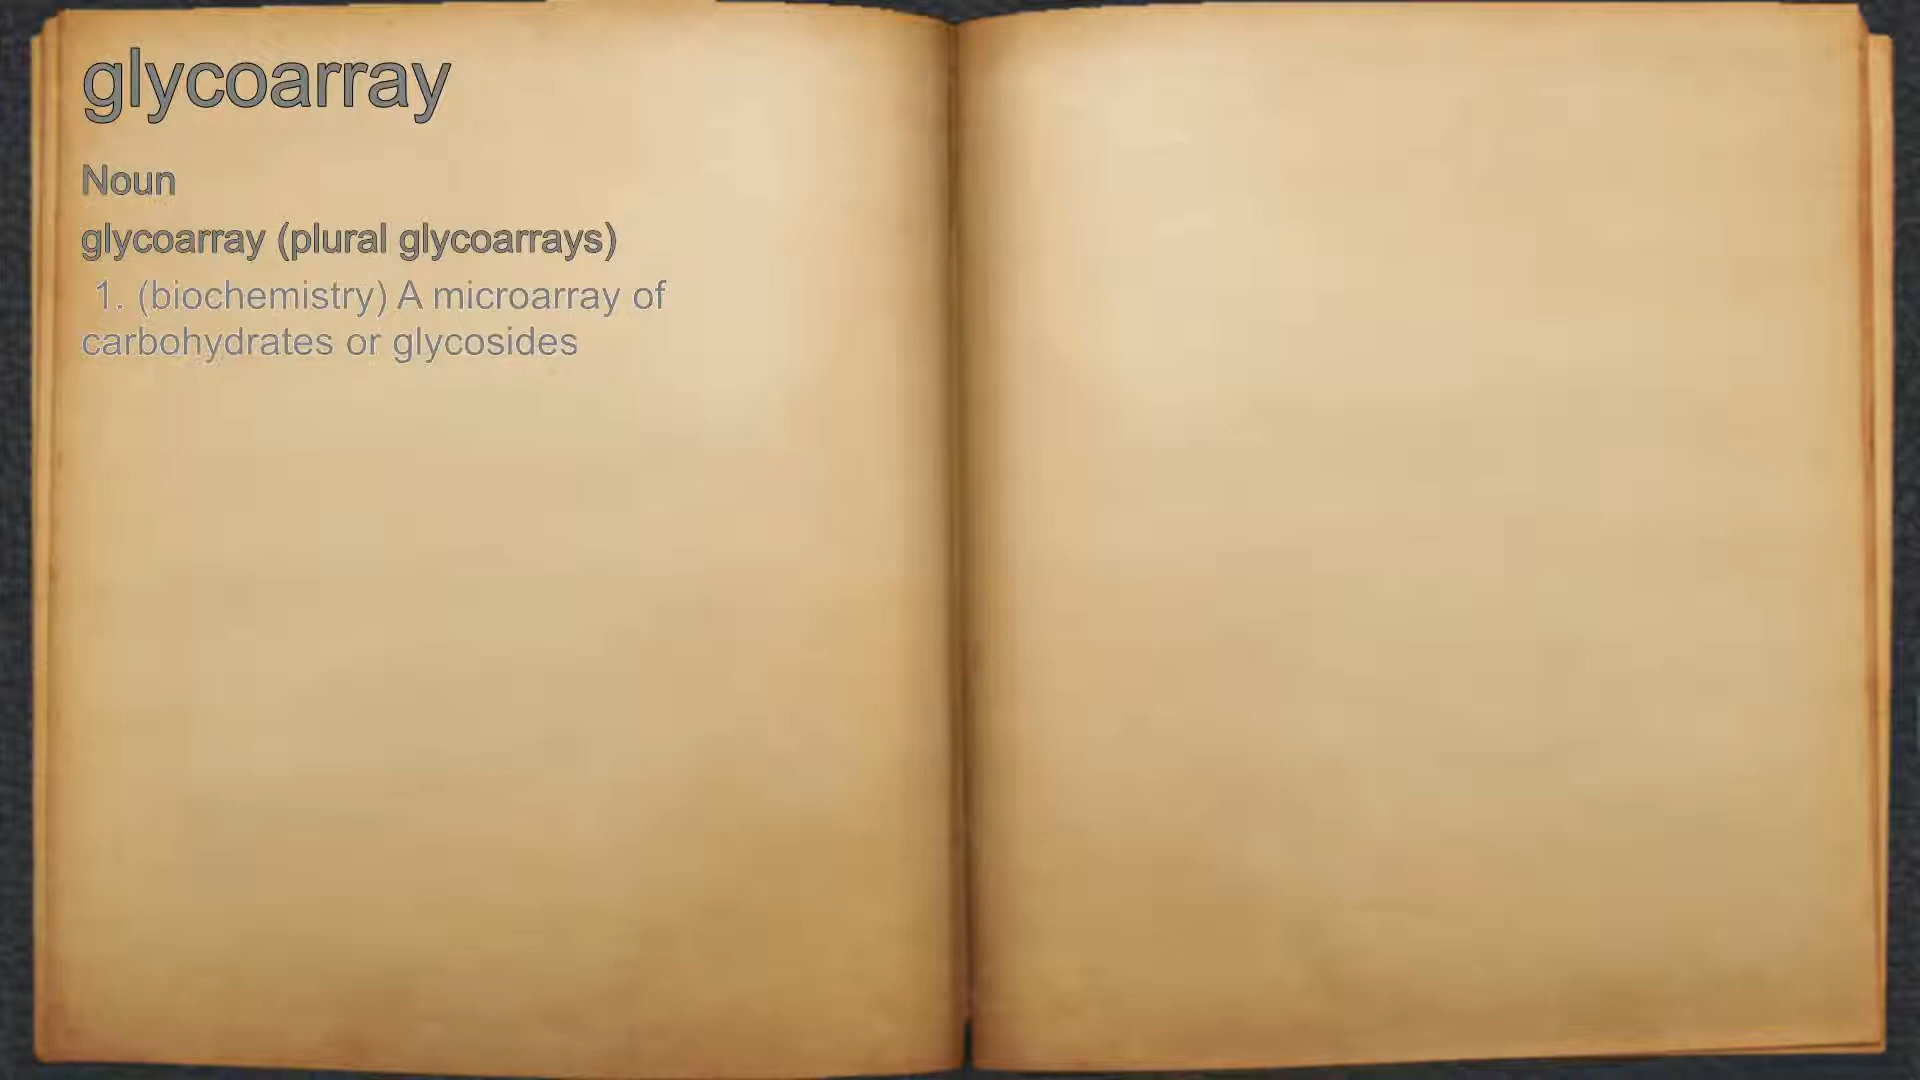 glycoarray
Noun
glycoarray (plural glycoarrays)
1. (biochemistry) A microarray of
carbohydrates or glycosides